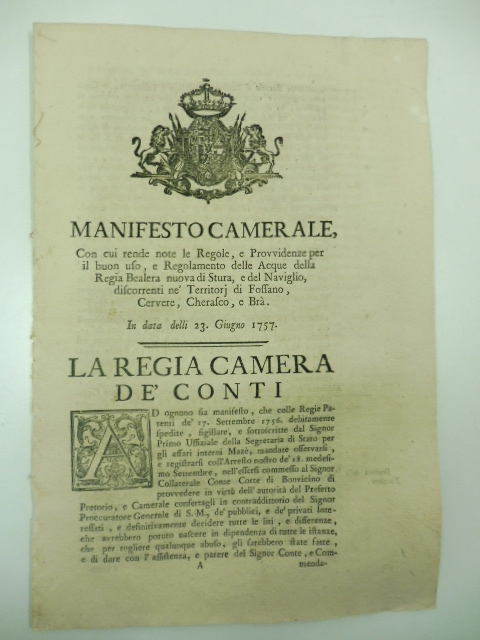 MANIFESTO CAMERALE,
Con cui rende note le Regole, e Provvidenze per
il buon uso, e Regolamento delle Acque della
Regia Bealera nuova di Stura, e del Naviglio,
discorrenti ne' Territorj di Fossano,
Cervere, Cherasco, e Brà.
In data delli 23. Giugno 1757.
LA REGIA CAMERA
DE' CONTI
AD ognuno sia manifesto, che colle Regie Pa-
tenti de' 17. Settembre 1756. debitamente
spedite, sigillate, e sottoscritte dal Signor
Primo Uffiziale della Segretaria di Stato per
gli affari interni Mazè, mandate osservarsi,
e registrarsi coll'Arresto nostro de' 18. medesi-
mo Settembre, nell'essersi commesso al Signor
Collaterale Conte Corte di Bonvicino di
provvedere in virtù dell'autorità del Prefetto
Pretorio, e Camerale confertagli in contraddittorio del Signor
Proccuratore Generale di S.M., de' pubblici, e de' privati Inte-
ressati, e definitivamente decidere tutte le liti, e differenze,
che avrebbero potuto nascere in dipendenza di tutte le istanze,
che per togliere qualunque abuso, gli sarebbero state fatte,
e di dare con l'assistenza, e parere del Signor Conte, e Com-
A menda-